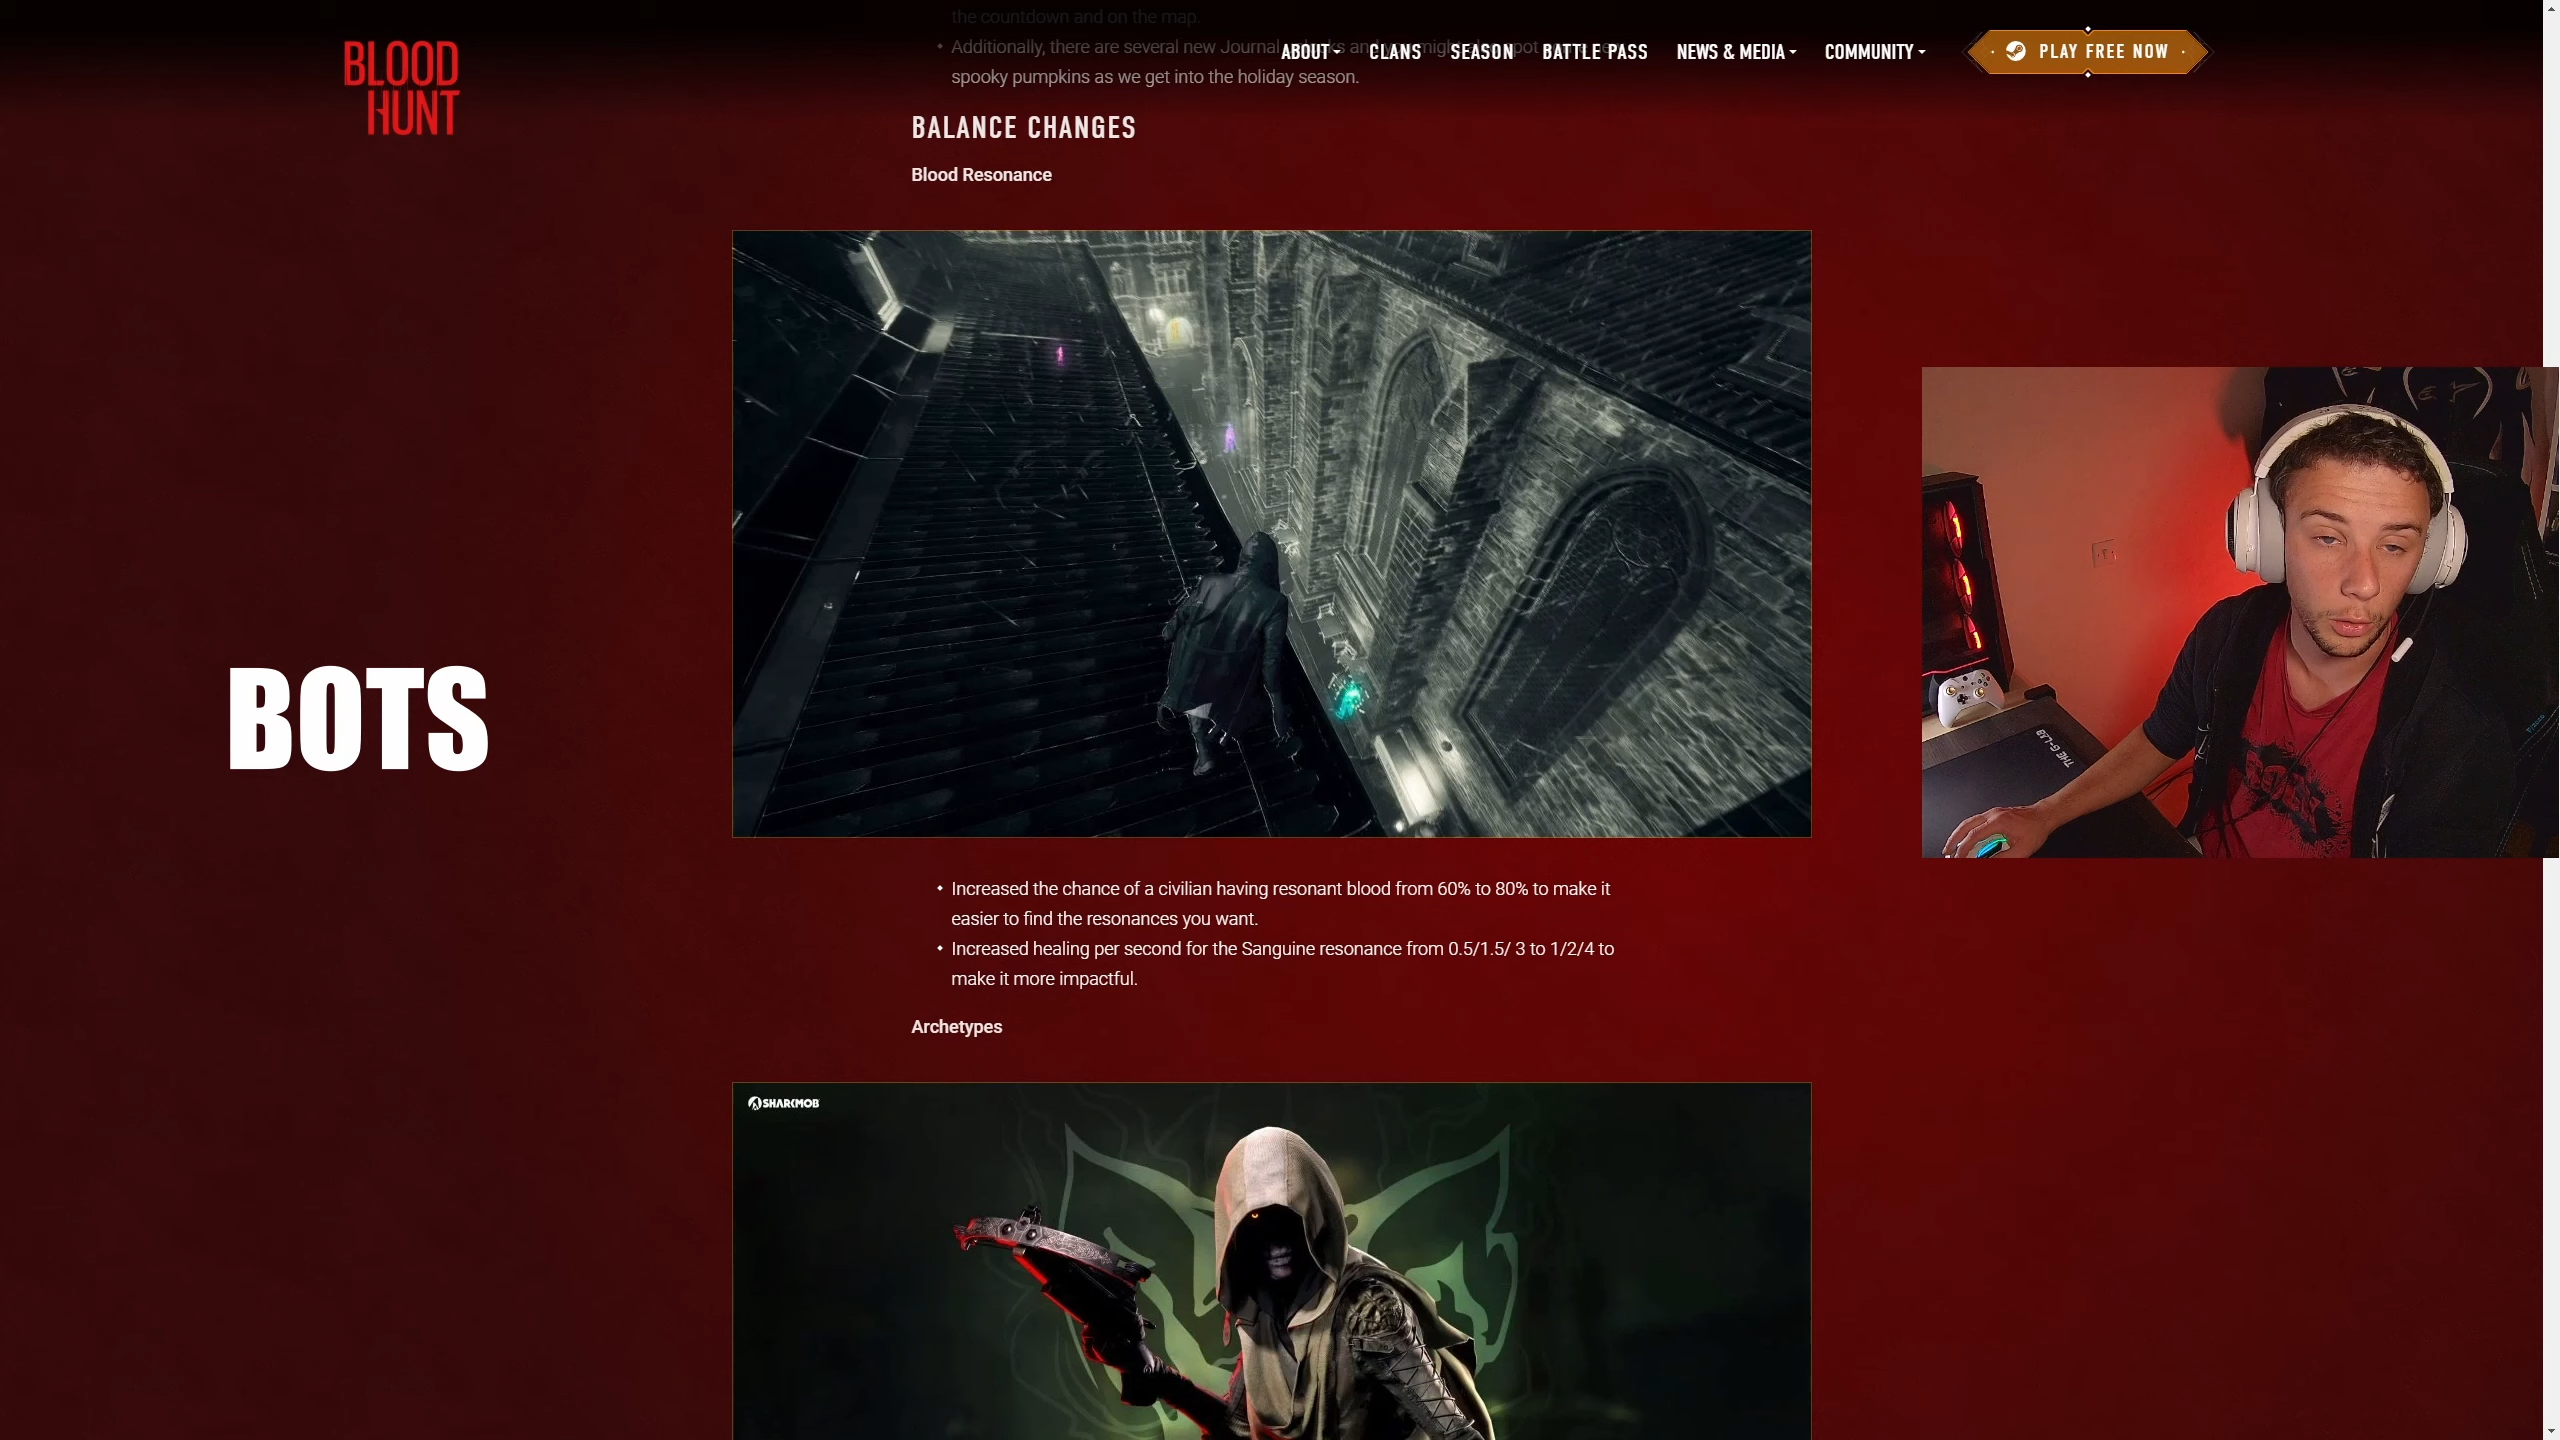 the countdown and on the map.
Additionally, there are several new Journal
spooky pumpkins as we get into the holiday season.
BLOOD
HUNT
ABOUT
CLANS
SEASON
BATTLE PASS
NEWS & MEDIA
COMMUNITY
PLAY FREE NOW
BALANCE CHANGES
Blood Resonance
BOTS
THE G-LAB
Increased the chance of a civilian having resonant blood from 60% to 80% to make it
easier to find the resonances you want.
Increased healing per second for the Sanguine resonance from 0.5/1.5/ 3 to 1/2/4 to
make it more impactful.
Archetypes
SHARKMOB